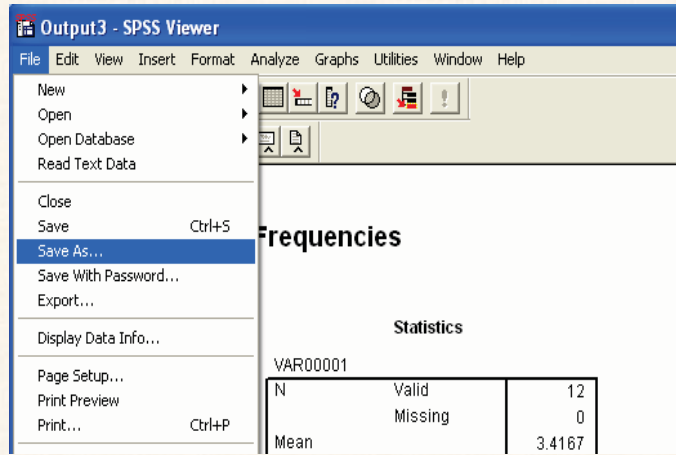 Output3 - SPSS Viewer
File Edit View Insert Format Analyze Graphs Utilities Window Help
New
Open
Open Database
Read Text Data
Close
Save Ctrl+S
Save As...
Save With Password...
Export...
Display Data Info...
Page Setup...
Print Preview
Print... Ctrl+P
Frequencies
Statistics
VAR00001
N Valid 12
Missing 0
Mean 3.4167